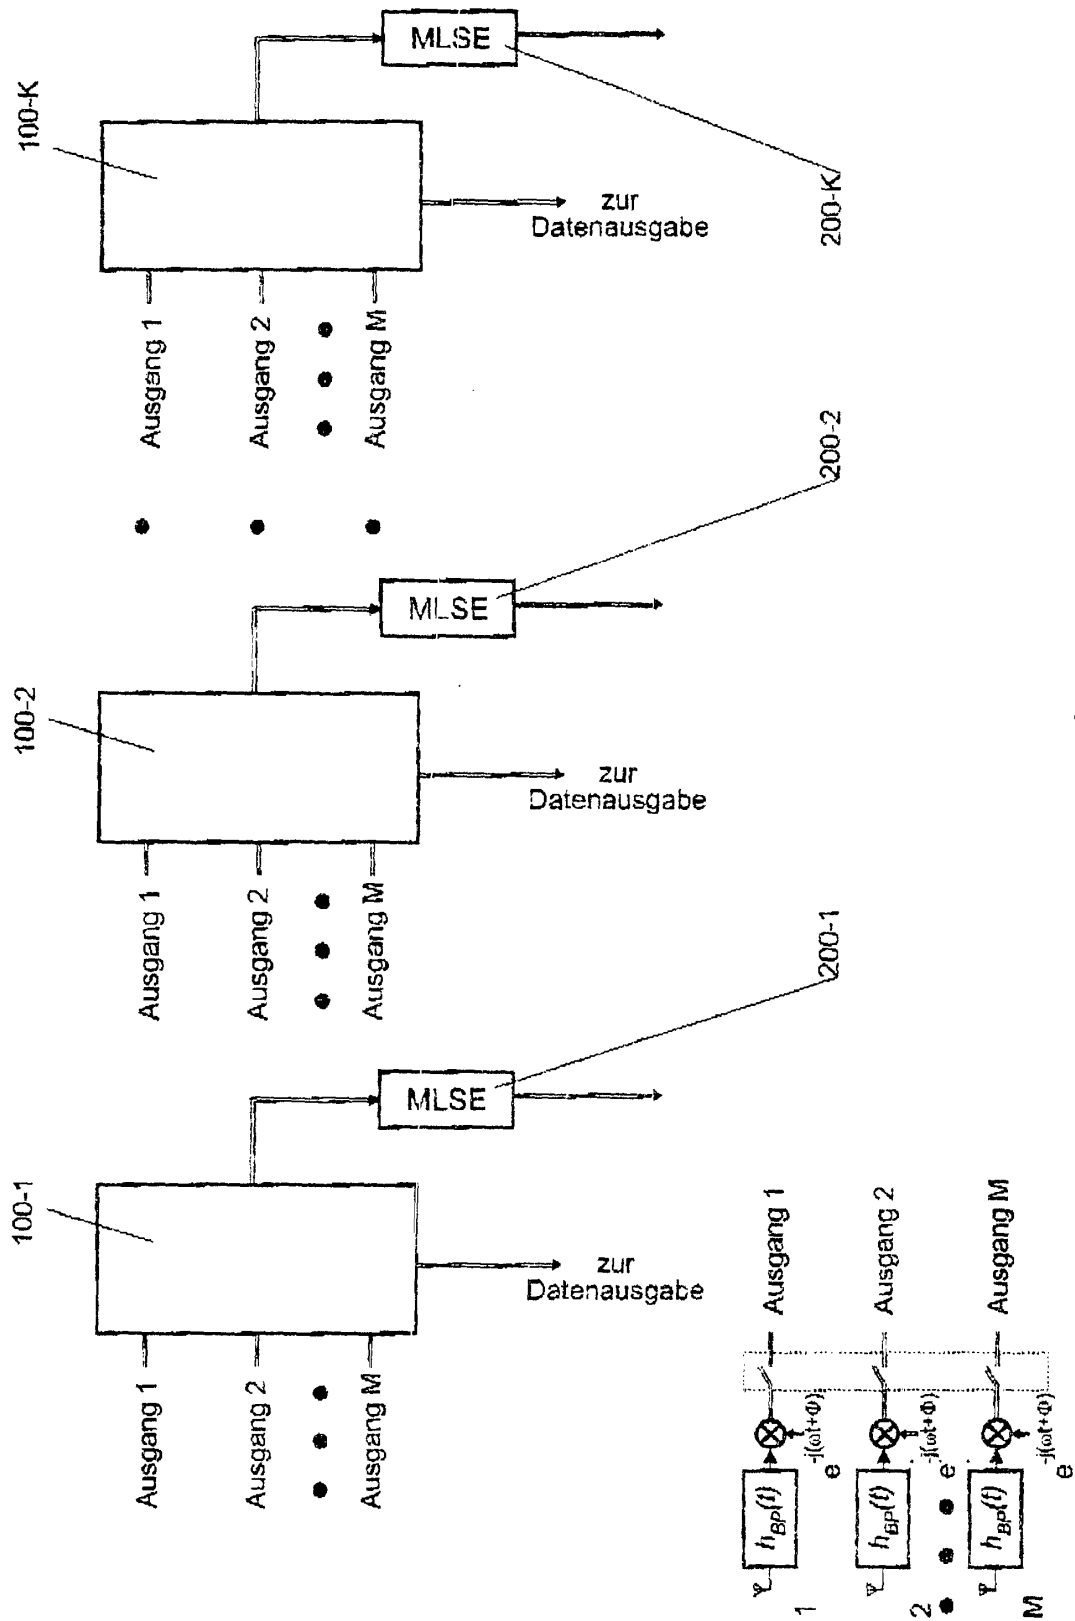 100-K
MLSE
zur
Datenausgabe
200-K
Ausgang 1
Ausgang 2
Ausgang M
200-2
MLSE
100-2
zur
Datenausgabe
Ausgang 1
Ausgang 2
Ausgang M
200-1
MLSE
100-1
zur
Datenausgabe
Ausgang 1
Ausgang 2
Ausgang M
Ausgang 1
Ausgang 2
Ausgang M
1 h_BP(t) e^-j(ωt+Φ)
2 h_BP(t) e^-j(ωt+Φ)
M h_BP(t) e^-j(ωt+Φ)